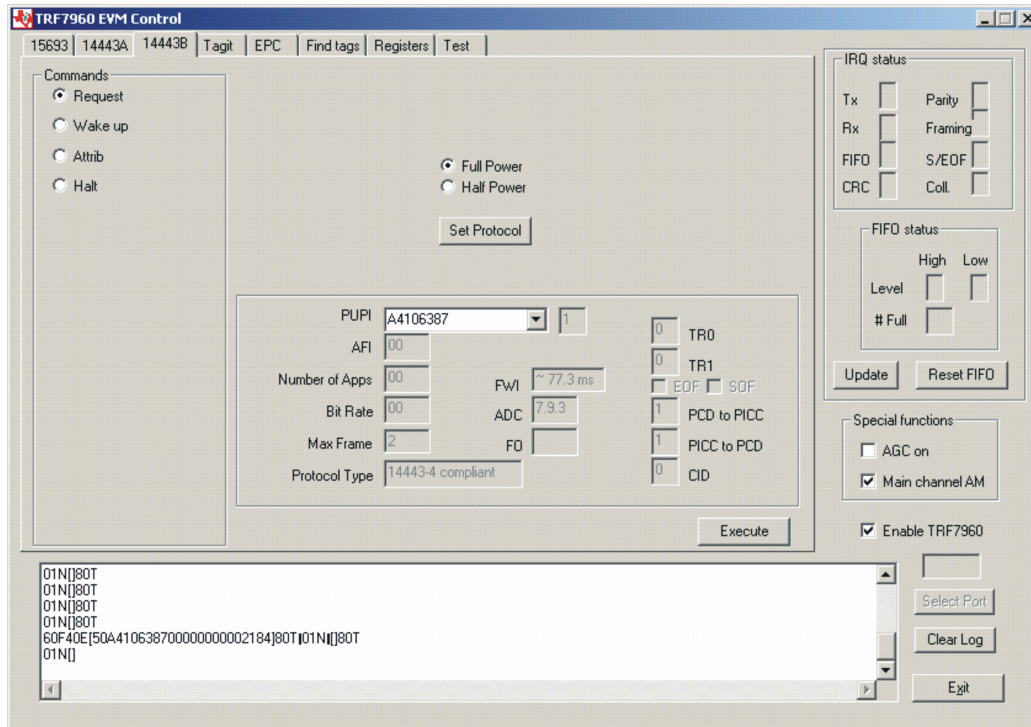 TRF7960 EVM Control
15693 14443A 14443B Tagit EPC Find tags Registers Test
Commands
Request
Wake up
Attrib
Halt
Full Power
Half Power
Set Protocol
PUPI A4106387 1
AFI 00
Number of Apps 00
Bit Rate 00
Max Frame 2
Protocol Type 14443-4 compliant
FWI ~ 77.3 ms
ADC 7.9.3
FO
0 TR0
0 TR1
EOF SOF
1 PCD to PICC
1 PICC to PCD
0 CID
Execute
IRQ status
Tx Parity
Rx Framing
FIFO S/EOF
CRC Coll.
FIFO status
High Low
Level
# Full
Update Reset FIFO
Special functions
AGC on
Main channel AM
Enable TRF7960
Select Port
Clear Log
Exit
01N[]80T
01N[]80T
01N[]80T
01N[]80T
60F40E[50A4106387000000000002184]80T||01N|[]80T
01N[]